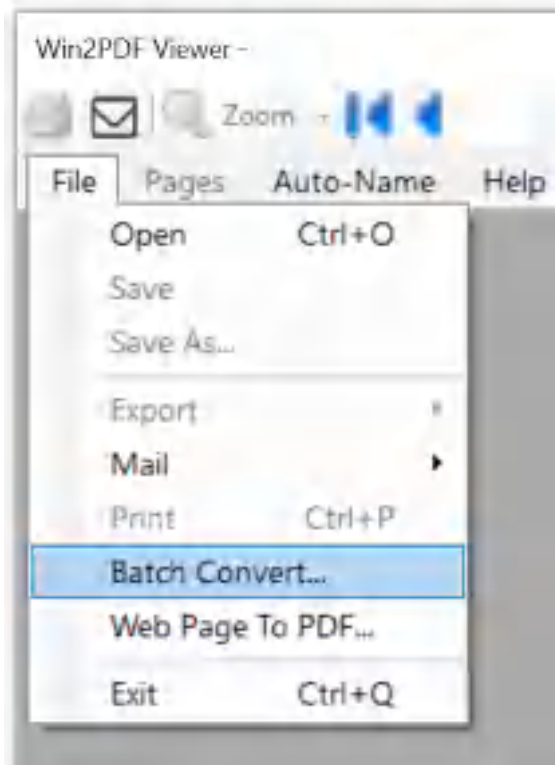 Win2PDF Viewer -
Zoom -
File Pages Auto-Name Help
Open Ctrl+O
Save
Save As...
Export
Mail
Print Ctrl+P
Batch Convert...
Web Page To PDF...
Exit Ctrl+Q